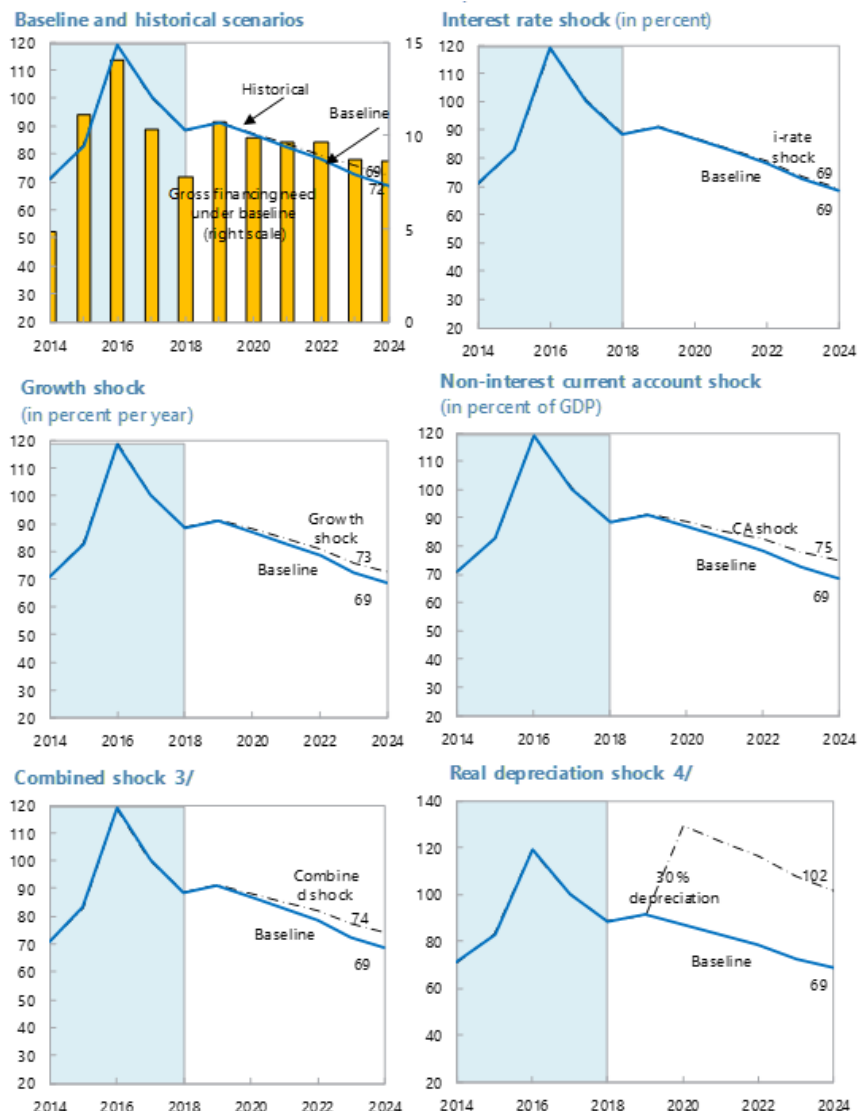 Baseline and historical scenarios
120
110
100
90
80
70
60
50
40
30
20
15
10
5
0
Historical
Baseline
69
72
Gross financing need
under baseline
(right scale)
2014 2016 2018 2020 2022 2024
Interest rate shock (in percent)
120
110
100
90
80
70
60
50
40
30
20
i-rate
shock
69
Baseline
69
2014 2016 2018 2020 2022 2024
Growth shock
(in percent per year)
120
110
100
90
80
70
60
50
40
30
20
Growth
shock
73
Baseline
69
2014 2016 2018 2020 2022 2024
Non-interest current account shock
(in percent of GDP)
120
110
100
90
80
70
60
50
40
30
20
CA shock
75
Baseline
69
2014 2016 2018 2020 2022 2024
Combined shock 3/
120
110
100
90
80
70
60
50
40
30
20
Combine
d shock
74
Baseline
69
2014 2016 2018 2020 2022 2024
Real depreciation shock 4/
140
120
100
80
60
40
20
30%
depreciation
102
Baseline
69
2014 2016 2018 2020 2022 2024